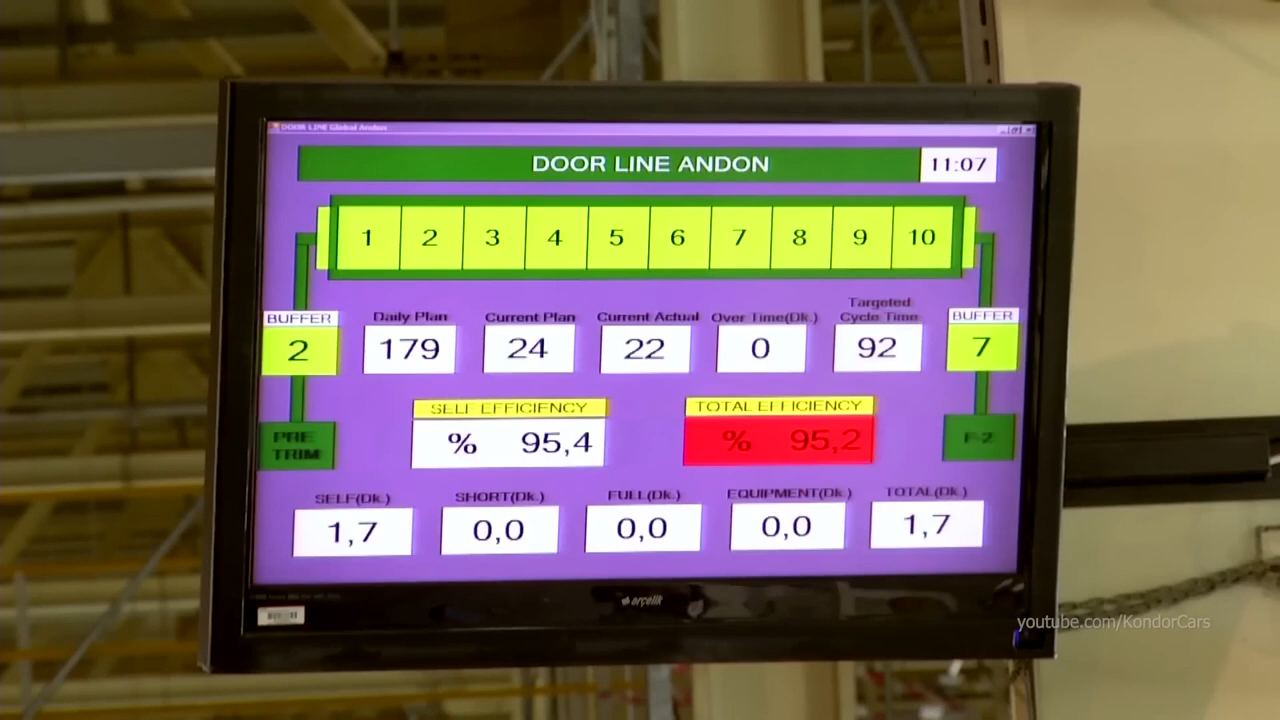 DOOR LINE Global Andon
DOOR LINE ANDON 11:07
1 2 3 4 5 6 7 8 9 10
BUFFER Daily Plan Current Plan Current Actual Over Time(Dk.) Targeted Cycle Time BUFFER
2 179 24 22 0 92 7
SELF EFFICIENCY TOTAL EFFICIENCY
% 95,4 % 95,2
PRE TRIM F-2
SELF(Dk.) SHORT(Dk.) FULL(Dk.) EQUIPMENT(Dk.) TOTAL(Dk.)
1,7 0,0 0,0 0,0 1,7
arçelik
youtube.com/KondorCars